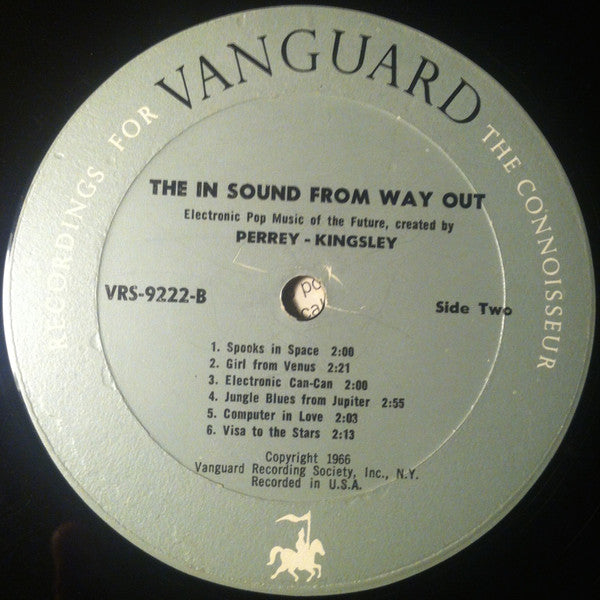 RECORDINGS FOR VANGUARD THE CONNOISSEUR
THE IN SOUND FROM WAY OUT
Electronic Pop Music of the Future, created by
PERREY - KINGSLEY
VRS-9222-B
Side Two
1. Spooks in Space 2:00
2. Girl from Venus 2:21
3. Electronic Can-Can 2:00
4. Jungle Blues from Jupiter 2:55
5. Computer in Love 2:03
6. Visa to the Stars 2:13
Copyright 1966
Vanguard Recording Society, Inc., N.Y.
Recorded in U.S.A.